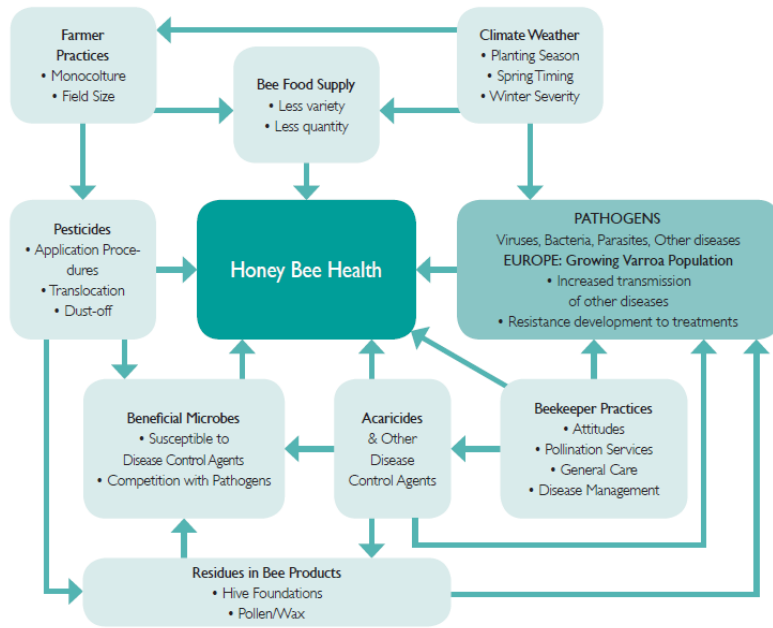 Farmer
Practices
• Monocolture
• Field Size
Climate Weather
• Planting Season
• Spring Timing
• Winter Severity
Bee Food Supply
• Less variety
• Less quantity
Pesticides
• Application Proce-
dures
• Translocation
• Dust-off
Honey Bee Health
PATHOGENS
Viruses, Bacteria, Parasites, Other diseases
EUROPE: Growing Varroa Population
• Increased transmission
of other diseases
• Resistance development to treatments
Beneficial Microbes
• Susceptible to
Disease Control Agents
• Competition with Pathogens
Acaricides
& Other
Disease
Control Agents
Beekeeper Practices
• Attitudes
• Pollination Services
• General Care
• Disease Management
Residues in Bee Products
• Hive Foundations
• Pollen/Wax